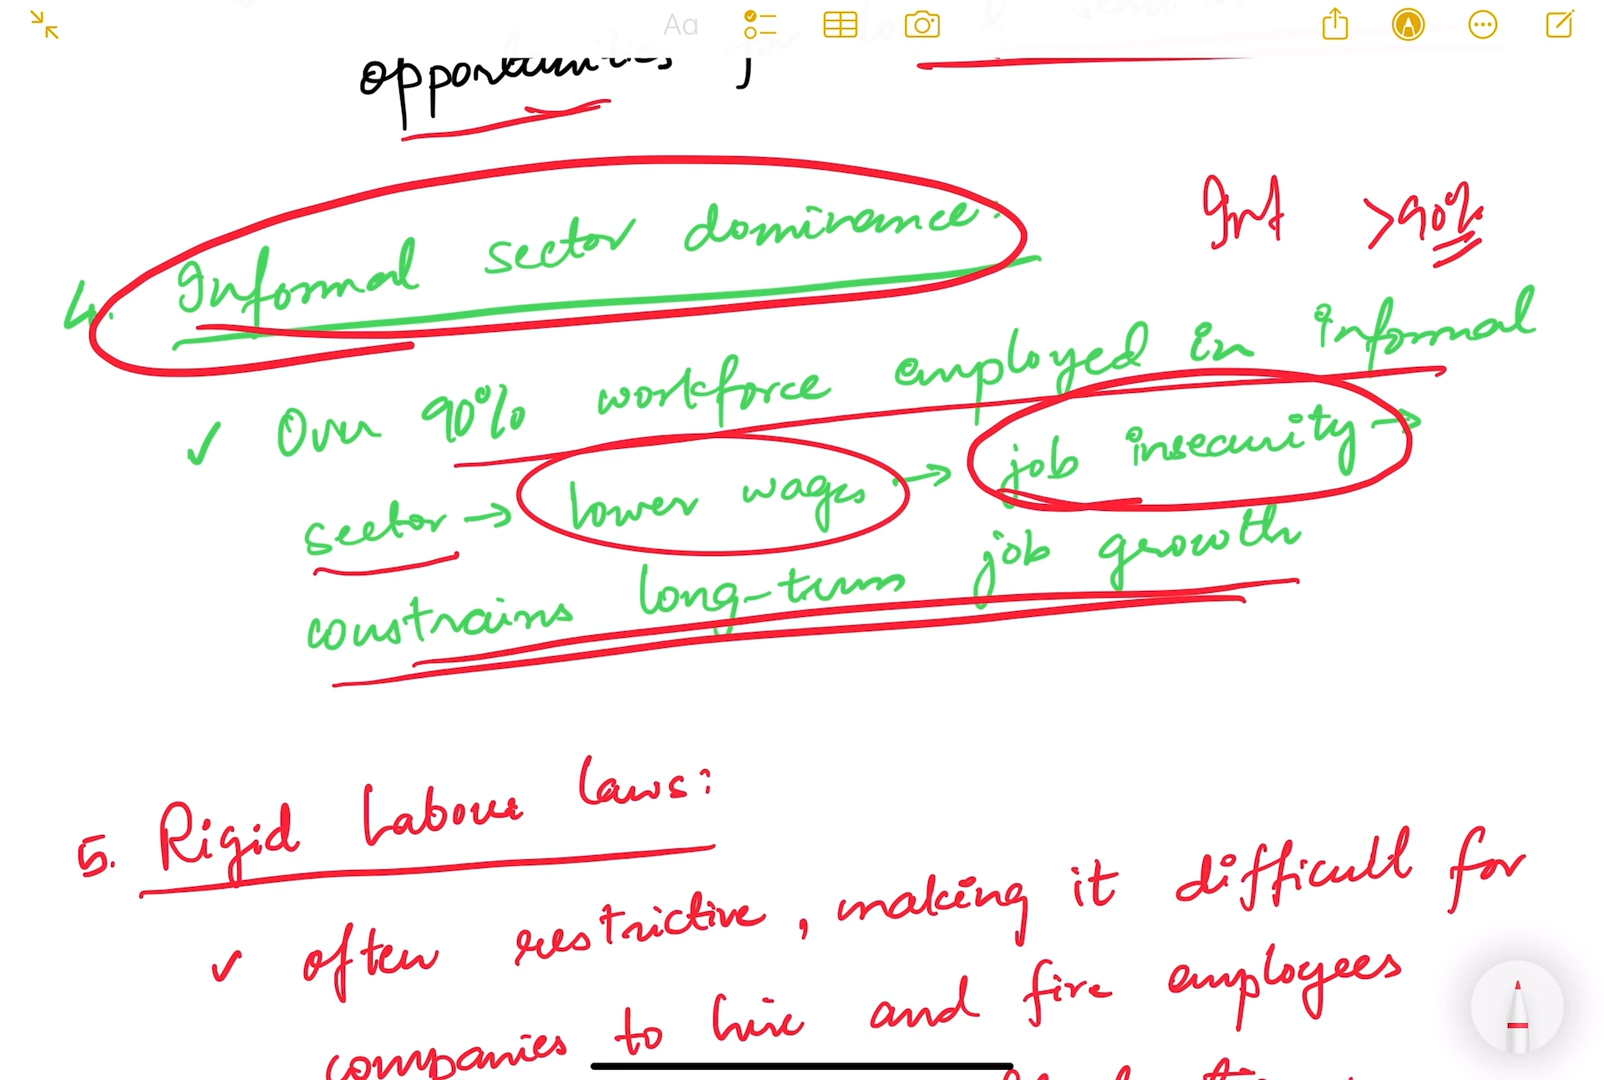 Aa
opportunities
4. Informal sector dominance:
Inf >90%
✓ Over 90% workforce employed in informal
sector → lower wages → job insecurity →
constrains long-term job growth
5. Rigid Labour laws:
✓ often restrictive, making it difficult for
companies to hire and fire employees